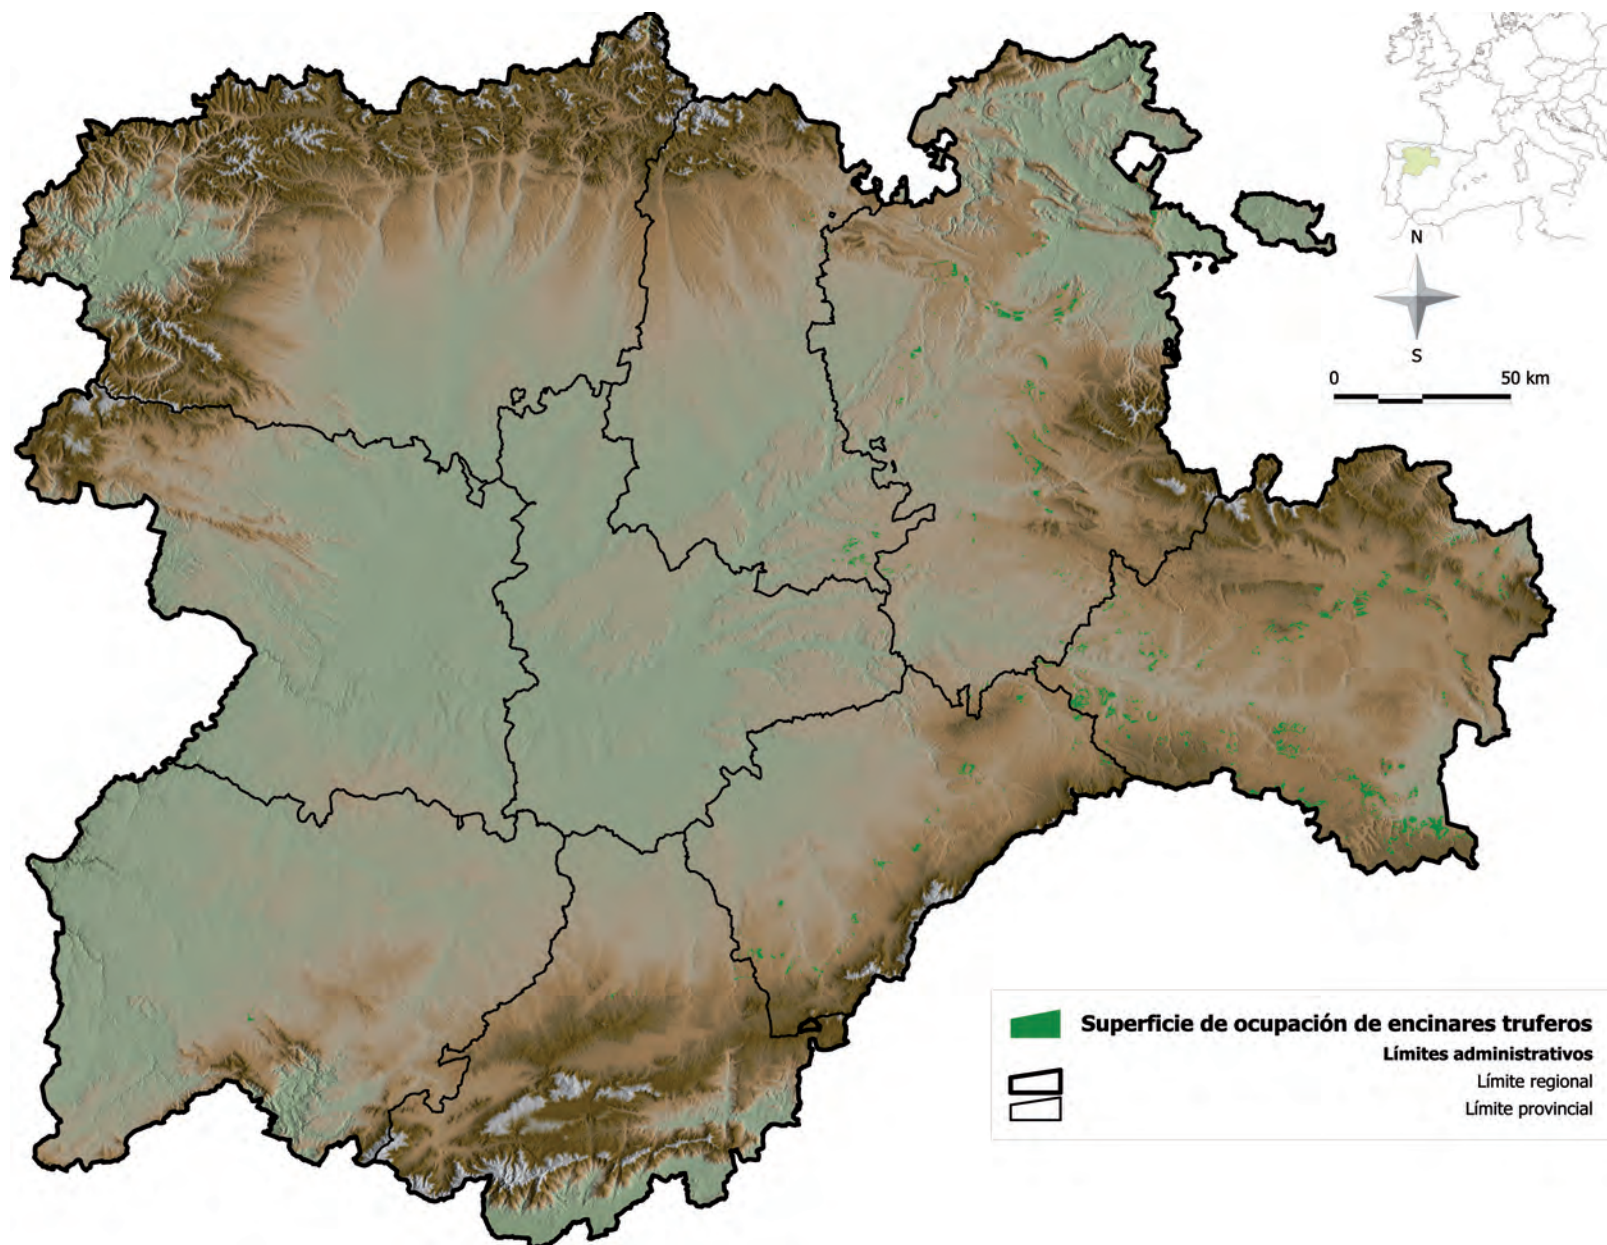 N
S
0 50 km
Superficie de ocupación de encinares truferos
Límites administrativos
Límite regional
Límite provincial